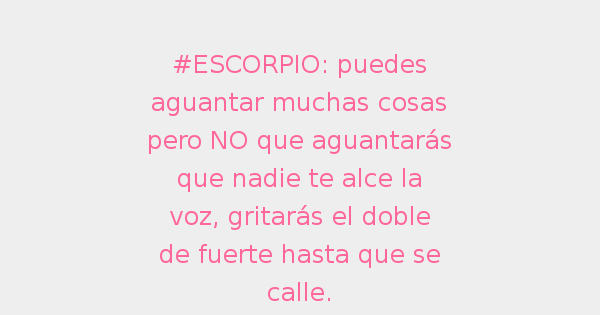 #ESCORPIO: puedes
aguantar muchas cosas
pero NO que aguantarás
que nadie te alce la
voz, gritarás el doble
de fuerte hasta que se
calle.